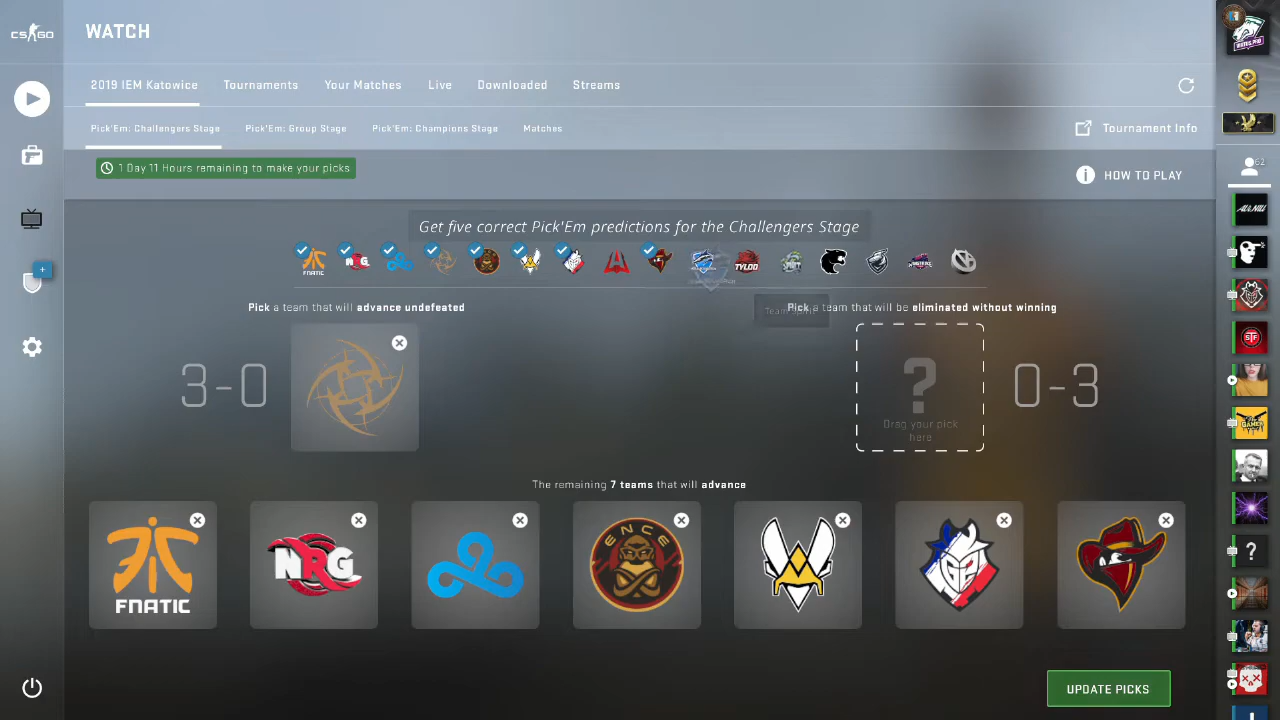 CS GO
WATCH
2019 IEM Katowice
Tournaments
Your Matches
Live
Downloaded
Streams
Pick'Em: Challengers Stage
Pick'Em: Group Stage
Pick'Em: Champions Stage
Matches
Tournament Info
1 Day 11 Hours remaining to make your picks
HOW TO PLAY
Get five correct Pick'Em predictions for the Challengers Stage
FNATIC
NRG
TYLOO
Pick a team that will advance undefeated
Pick a team that will be eliminated without winning
3-0
?
Drag your pick
here
0-3
The remaining 7 teams that will advance
FNATIC
NRG
ENCE
UPDATE PICKS
62
?